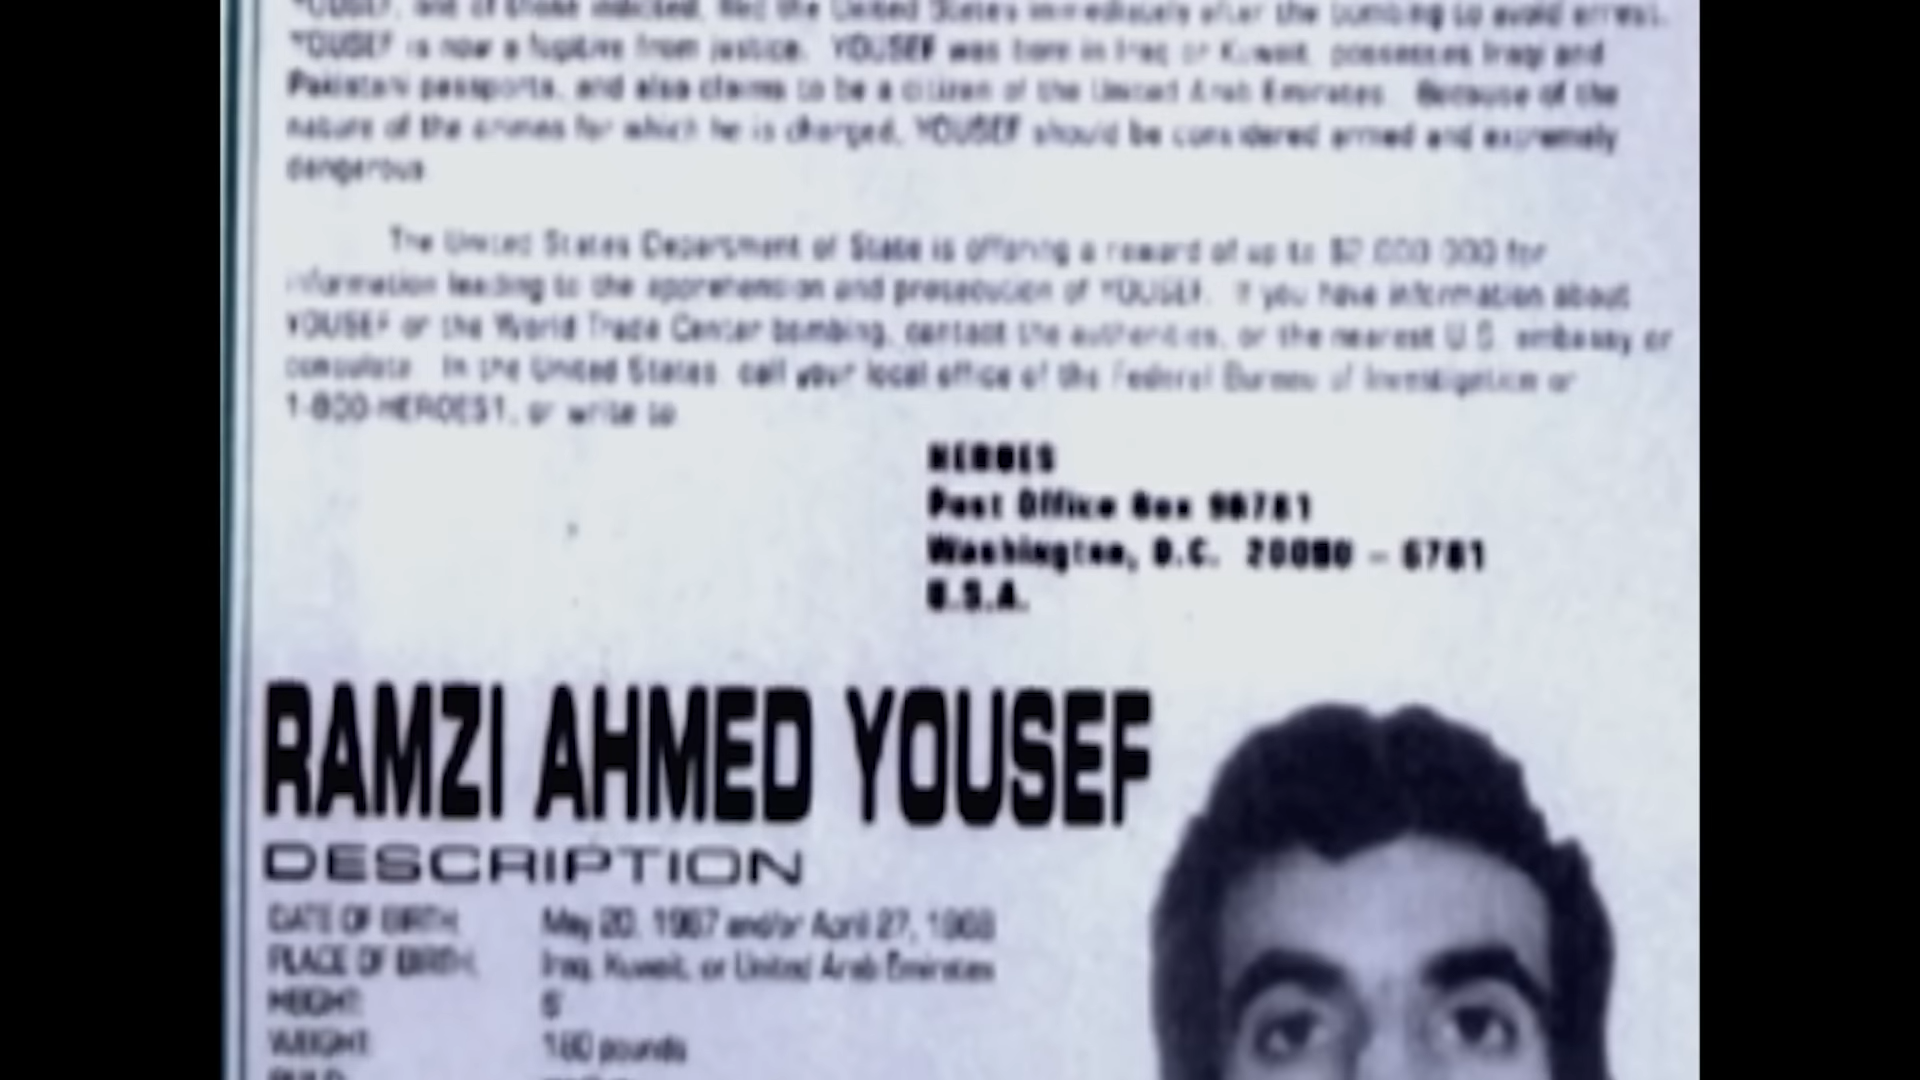 YOUSEF, one of those indicted, fled the United States immediately after the bombing to avoid arrest.
YOUSEF is now a fugitive from justice. YOUSEF was born in Iraq or Kuwait, possesses Iraqi and
Pakistani passports, and also claims to be a citizen of the United Arab Emirates. Because of the
nature of the crimes for which he is charged, YOUSEF should be considered armed and extremely
dangerous.
The United States Department of State is offering a reward of up to $2,000,000 for
information leading to the apprehension and prosecution of YOUSEF. If you have information about
YOUSEF or the World Trade Center bombing, contact the authorities, or the nearest U.S. embassy or
consulate. In the United States, call your local office of the Federal Bureau of Investigation or
1-800-HEROES1, or write to:
HEROES
Post Office Box 96781
Washington, D.C. 20090 - 6781
U.S.A.
RAMZI AHMED YOUSEF
DESCRIPTION
DATE OF BIRTH: May 20, 1967 and/or April 27, 1968
PLACE OF BIRTH: Iraq, Kuwait, or United Arab Emirates
HEIGHT: 6'
WEIGHT: 180 pounds
BUILD: